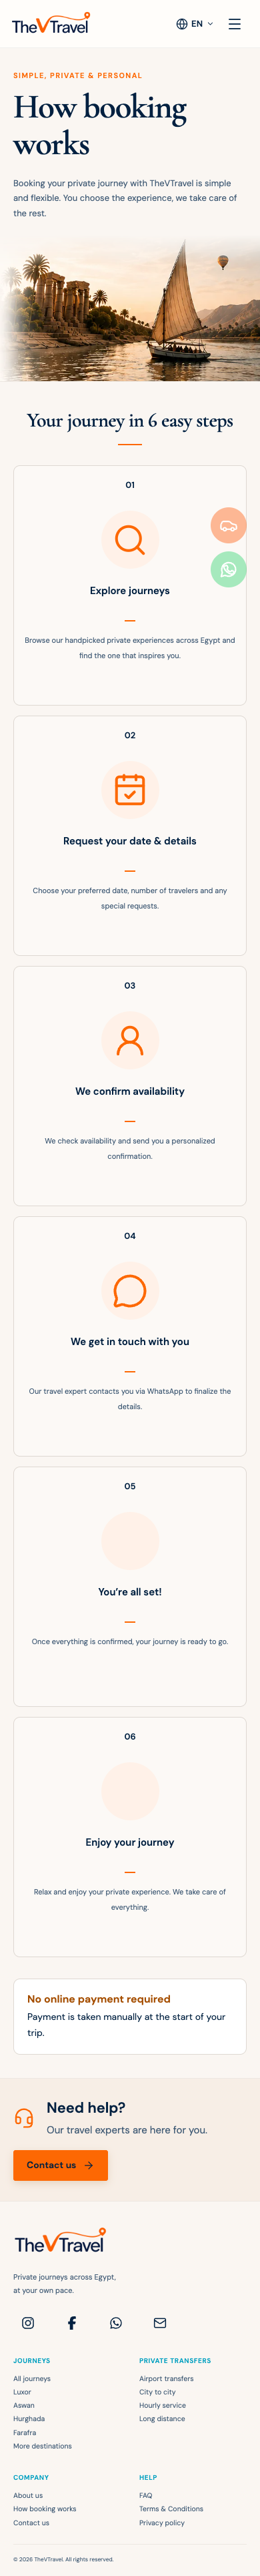 TheVTravel
EN
SIMPLE, PRIVATE & PERSONAL
How booking
works
Booking your private journey with TheVTravel is simple
and flexible. You choose the experience, we take care of
the rest.
Your journey in 6 easy steps
01
Explore journeys
Browse our handpicked private experiences across Egypt and
find the one that inspires you.
02
Request your date & details
Choose your preferred date, number of travelers and any
special requests.
03
We confirm availability
We check availability and send you a personalized
confirmation.
04
We get in touch with you
Our travel expert contacts you via WhatsApp to finalize the
details.
05
You’re all set!
Once everything is confirmed, your journey is ready to go.
06
Enjoy your journey
Relax and enjoy your private experience. We take care of
everything.
No online payment required
Payment is taken manually at the start of your
trip.
Need help?
Our travel experts are here for you.
Contact us
TheVTravel
Private journeys across Egypt,
at your own pace.
JOURNEYS
All journeys
Luxor
Aswan
Hurghada
Farafra
More destinations
PRIVATE TRANSFERS
Airport transfers
City to city
Hourly service
Long distance
COMPANY
About us
How booking works
Contact us
HELP
FAQ
Terms & Conditions
Privacy policy
© 2026 TheVTravel. All rights reserved.